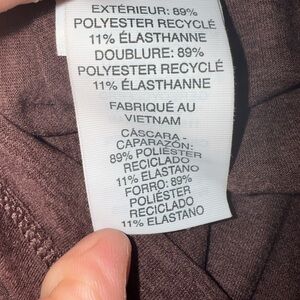 EXTÉRIEUR: 89%
POLYESTER RECYCLÉ
11% ÉLASTHANNE
DOUBLURE: 89%
POLYESTER RECYCLÉ
11% ÉLASTHANNE
FABRIQUÉ AU
VIETNAM
CÁSCARA -
CAPARAZÓN:
89% POLIÉSTER
RECICLADO
11% ELASTANO
FORRO: 89%
POLIÉSTER
RECICLADO
11% ELASTANO